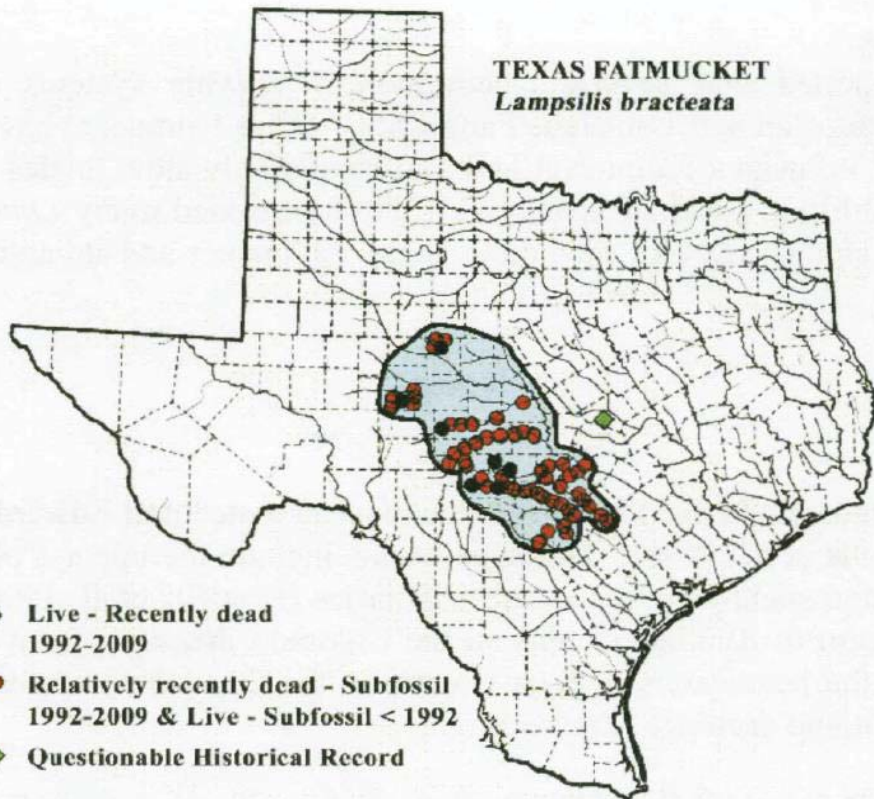 TEXAS FATMUCKET
Lampsilis bracteata
Live - Recently dead
1992-2009
Relatively recently dead - Subfossil
1992-2009 & Live - Subfossil < 1992
Questionable Historical Record